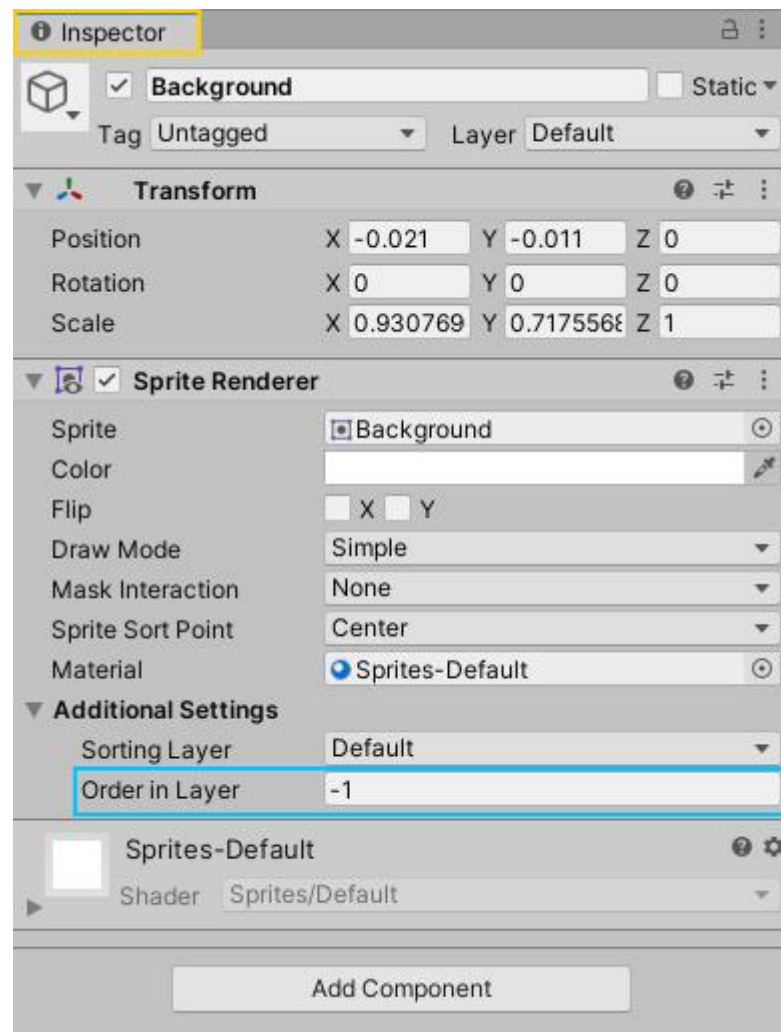 Inspector
Background Static
Tag Untagged Layer Default
Transform
Position X -0.021 Y -0.011 Z 0
Rotation X 0 Y 0 Z 0
Scale X 0.930769 Y 0.7175568 Z 1
Sprite Renderer
Sprite Background
Color
Flip X Y
Draw Mode Simple
Mask Interaction None
Sprite Sort Point Center
Material Sprites-Default
Additional Settings
Sorting Layer Default
Order in Layer -1
Sprites-Default
Shader Sprites/Default
Add Component